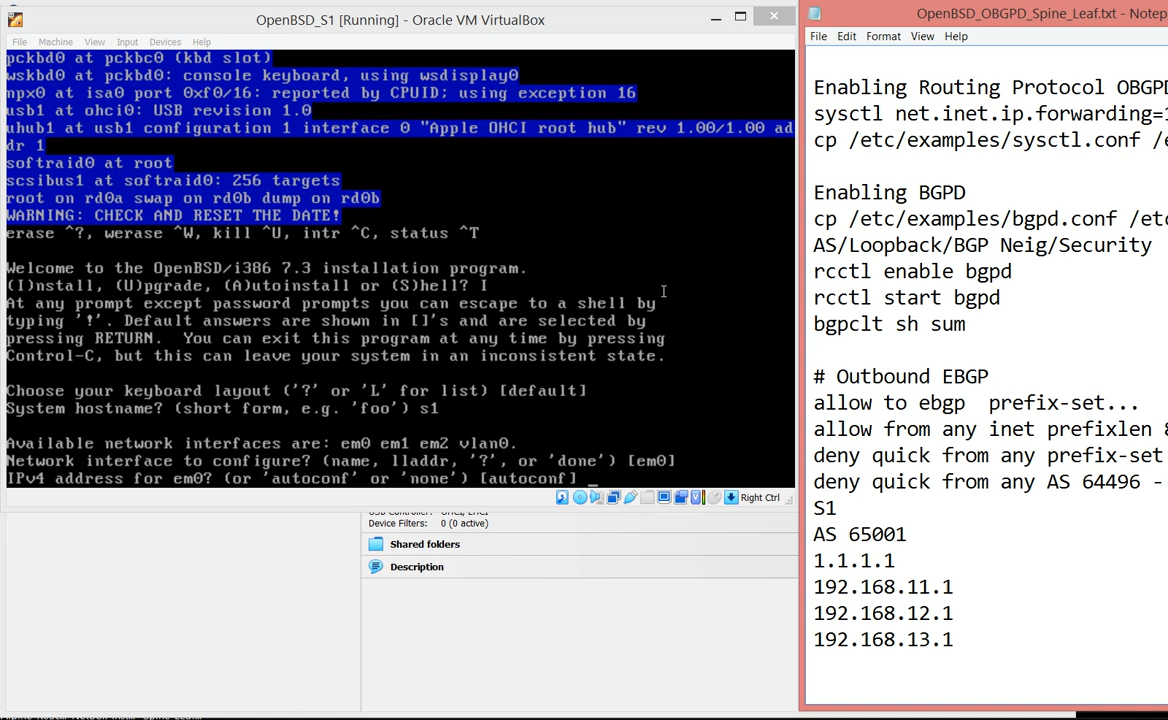 OpenBSD_S1 [Running] - Oracle VM VirtualBox
File Machine View Input Devices Help
pckbd0 at pckbc0 (kbd slot)
wskbd0 at pckbd0: console keyboard, using wsdisplay0
npx0 at isa0 port 0xf0/16: reported by CPUID; using exception 16
usb1 at ohci0: USB revision 1.0
uhub1 at usb1 configuration 1 interface 0 "Apple OHCI root hub" rev 1.00/1.00 ad
dr 1
softraid0 at root
scsibus1 at softraid0: 256 targets
root on rd0a swap on rd0b dump on rd0b
WARNING: CHECK AND RESET THE DATE!
erase ^?, werase ^W, kill ^U, intr ^C, status ^T
Welcome to the OpenBSD/i386 7.3 installation program.
(I)nstall, (U)pgrade, (A)utoinstall or (S)hell? I
At any prompt except password prompts you can escape to a shell by
typing '!'. Default answers are shown in []'s and are selected by
pressing RETURN.  You can exit this program at any time by pressing
Control-C, but this can leave your system in an inconsistent state.
Choose your keyboard layout ('?' or 'L' for list) [default]
System hostname? (short form, e.g. 'foo') s1
Available network interfaces are: em0 em1 em2 vlan0.
Network interface to configure? (name, lladdr, '?', or 'done') [em0]
IPv4 address for em0? (or 'autoconf' or 'none') [autoconf] _
Right Ctrl
Device Filters: 0 (0 active)
Shared folders
Description
OpenBSD_OBGPD_Spine_Leaf.txt - Notep
File Edit Format View Help
Enabling Routing Protocol OBGPD
sysctl net.inet.ip.forwarding=1
cp /etc/examples/sysctl.conf /e
Enabling BGPD
cp /etc/examples/bgpd.conf /etc
AS/Loopback/BGP Neig/Security
rcctl enable bgpd
rcctl start bgpd
bgpclt sh sum
# Outbound EBGP
allow to ebgp  prefix-set...
allow from any inet prefixlen 8
deny quick from any prefix-set
deny quick from any AS 64496 -
S1
AS 65001
1.1.1.1
192.168.11.1
192.168.12.1
192.168.13.1